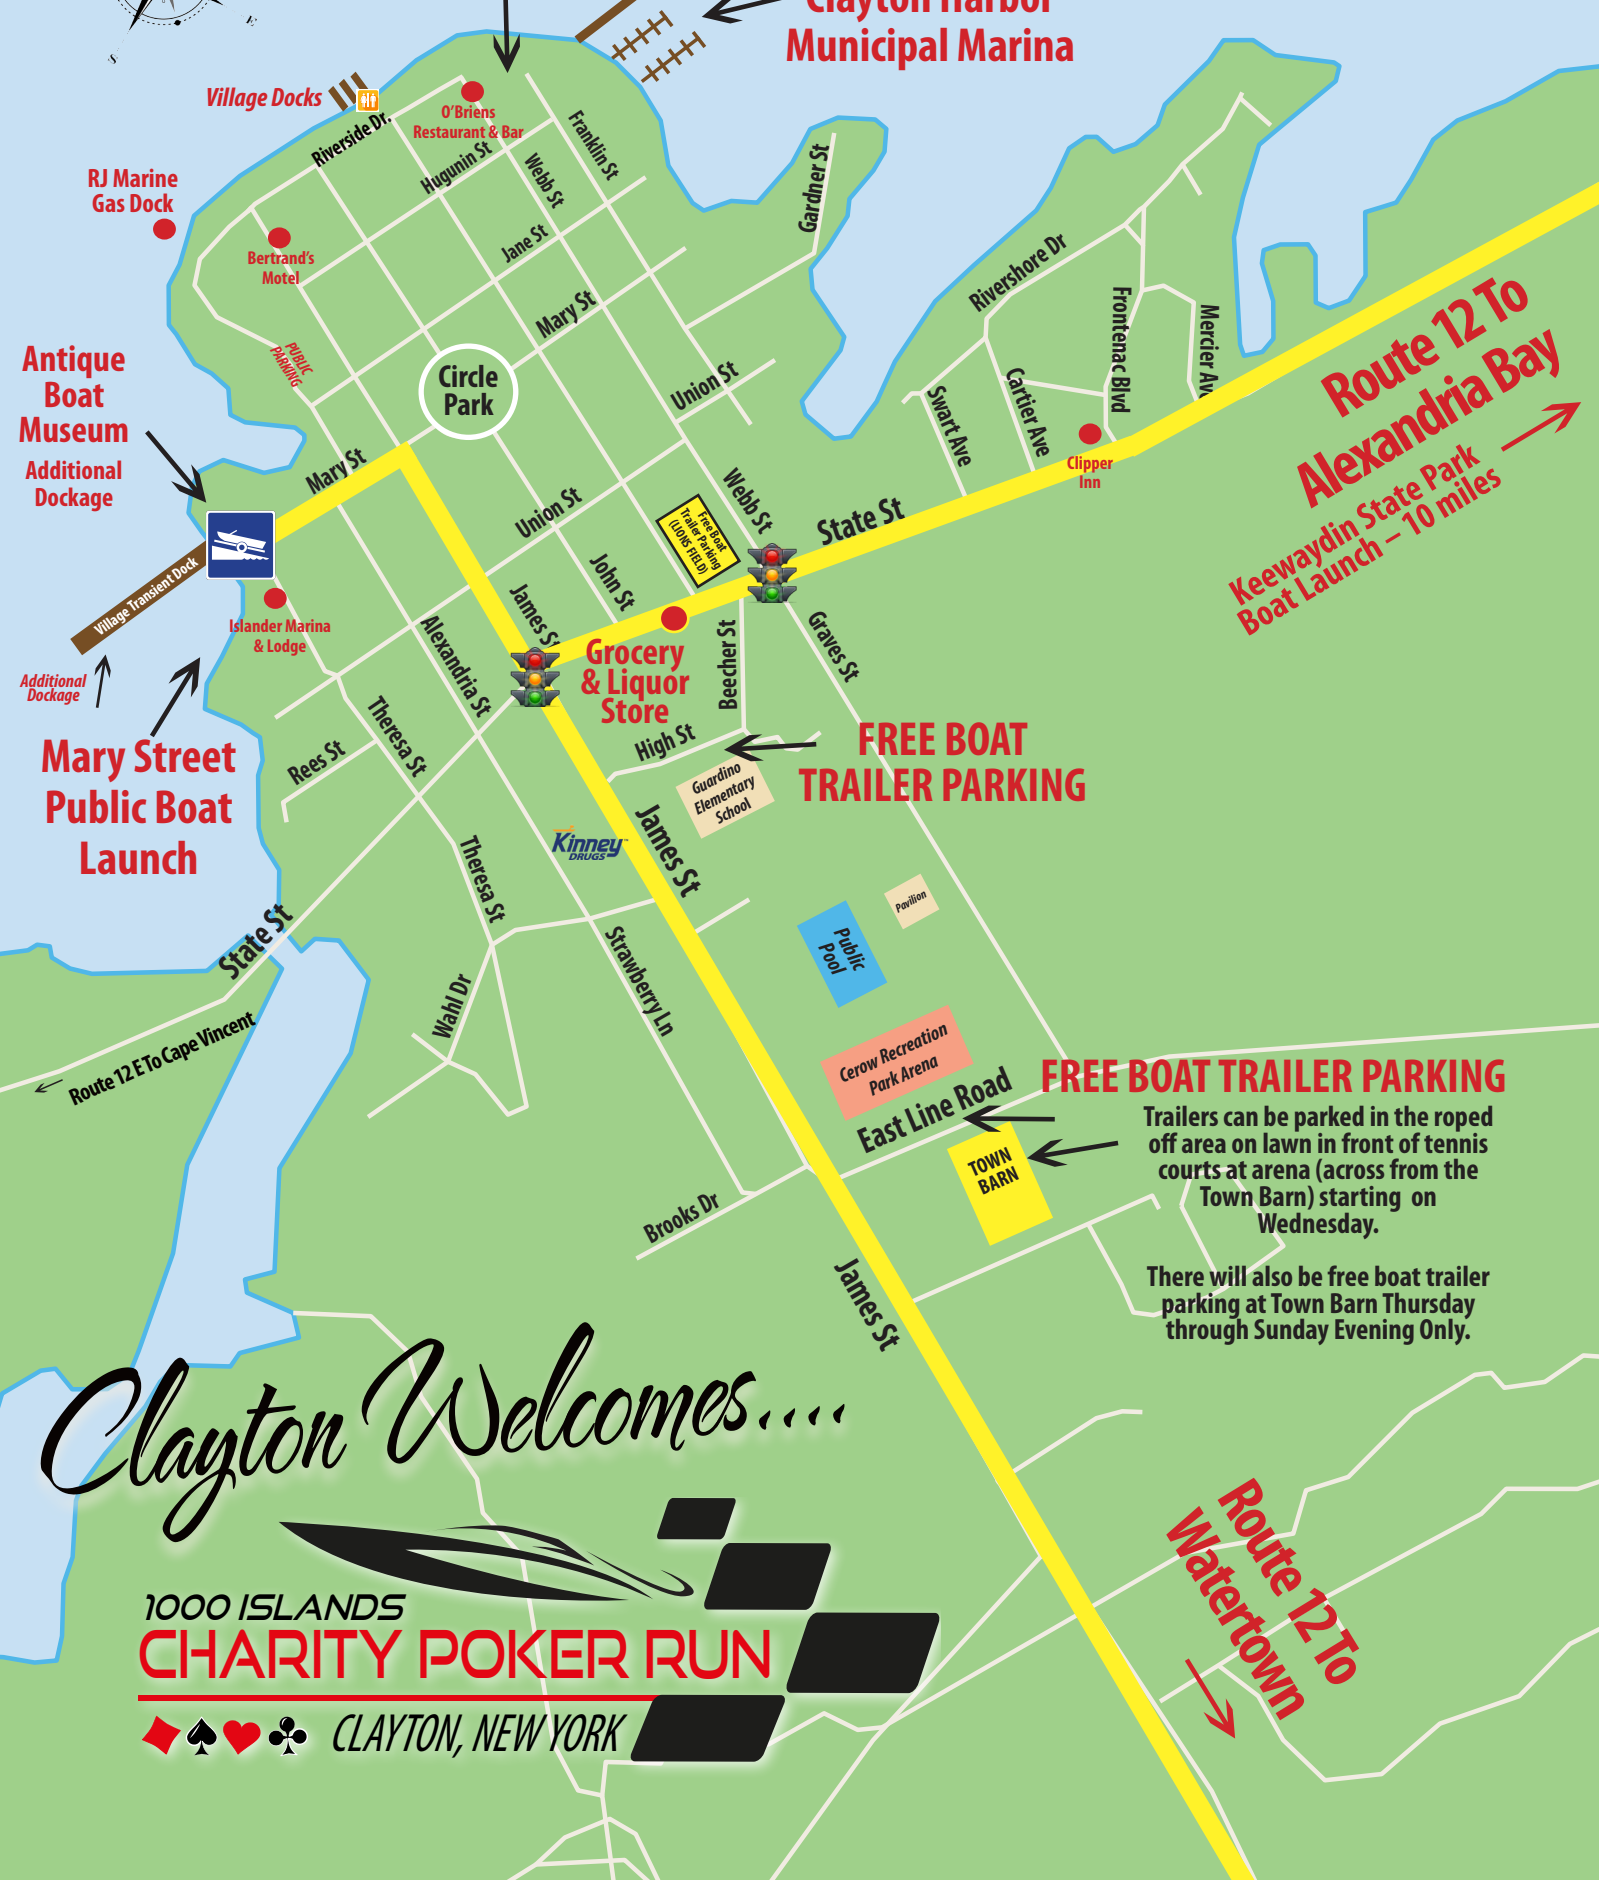 S
E
Clayton Harbor
Municipal Marina
Village Docks
O'Briens
Restaurant & Bar
Riverside Dr.
Hugunin St
Webb St
Franklin St
Gardner St
RJ Marine
Gas Dock
Bertrand's
Motel
Jane St
Mary St
PUBLIC
PARKING
Circle
Park
Union St
Antique
Boat
Museum
Additional
Dockage
Mary St
Union St
Village Transient Dock
Islander Marina
& Lodge
Additional
Dockage
Mary Street
Public Boat
Launch
Rivershore Dr
Frontenac Blvd
Mercier Av
Swart Ave
Cartier Ave
Clipper
Inn
Route 12 To
Alexandria Bay
Keewaydin State Park
Boat Launch – 10 miles
Webb St
State St
Free Boat
Trailer Parking
(LIONS FIELD)
John St
James St
Alexandria St
Grocery
& Liquor
Store
Beecher St
Graves St
High St
Theresa St
Rees St
FREE BOAT
TRAILER PARKING
Guardino
Elementary
School
Kinney
DRUGS
James St
Theresa St
Pavilion
Public
Pool
State St
Strawberry Ln
Wahl Dr
Route 12 E To Cape Vincent
Cerow Recreation
Park Arena
East Line Road
FREE BOAT TRAILER PARKING
Trailers can be parked in the roped
off area on lawn in front of tennis
courts at arena (across from the
Town Barn) starting on
Wednesday.
There will also be free boat trailer
parking at Town Barn Thursday
through Sunday Evening Only.
TOWN
BARN
Brooks Dr
James St
Clayton Welcomes....
1000 ISLANDS
CHARITY POKER RUN
CLAYTON, NEW YORK
Route 12 To
Watertown